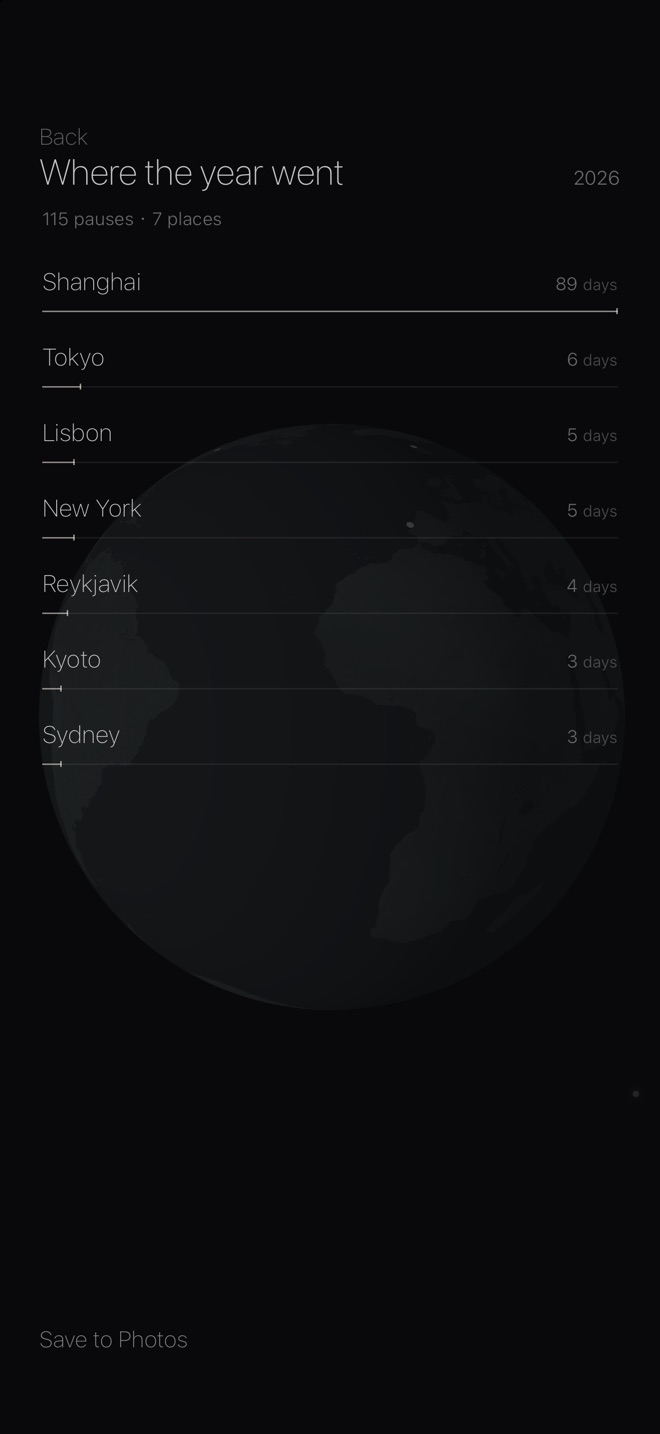 Back
Where the year went 2026
115 pauses · 7 places
Shanghai 89 days
Tokyo 6 days
Lisbon 5 days
New York 5 days
Reykjavik 4 days
Kyoto 3 days
Sydney 3 days
Save to Photos